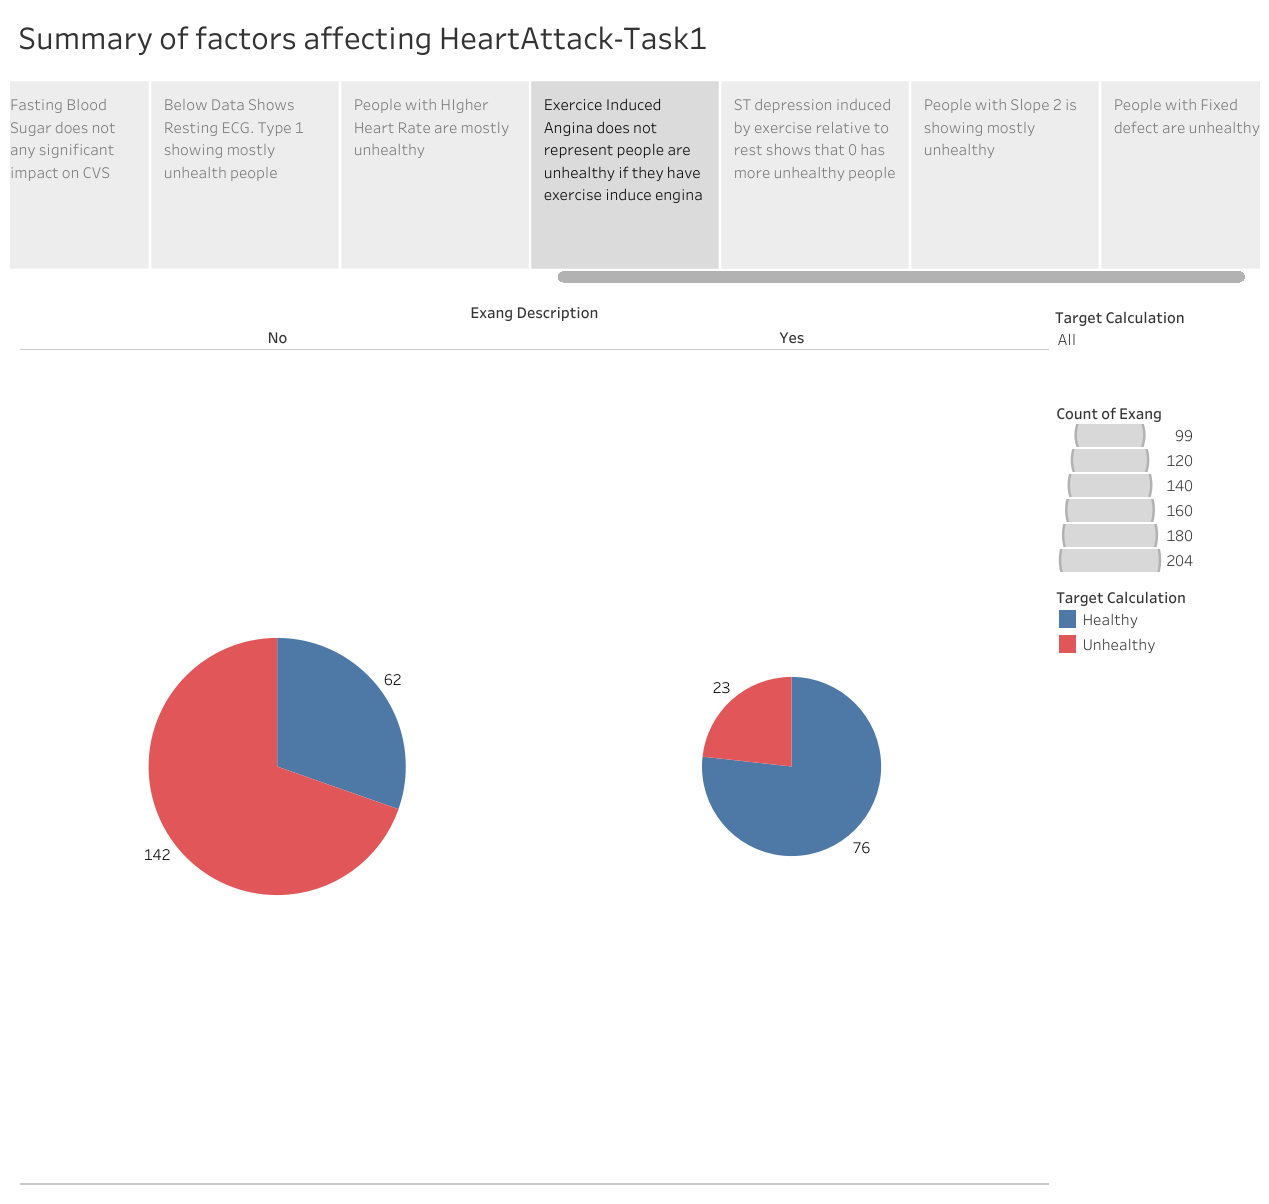 Summary of factors affecting HeartAttack-Task1
Fasting Blood
Sugar does not
any significant
impact on CVS
Below Data Shows
Resting ECG. Type 1
showing mostly
unhealth people
People with HIgher
Heart Rate are mostly
unhealthy
Exercice Induced
Angina does not
represent people are
unhealthy if they have
exercise induce engina
ST depression induced
by exercise relative to
rest shows that 0 has
more unhealthy people
People with Slope 2 is
showing mostly
unhealthy
People with Fixed
defect are unhealthy
Exang Description
No
Yes
Target Calculation
All
Count of Exang
99
120
140
160
180
204
Target Calculation
Healthy
Unhealthy
62
142
23
76